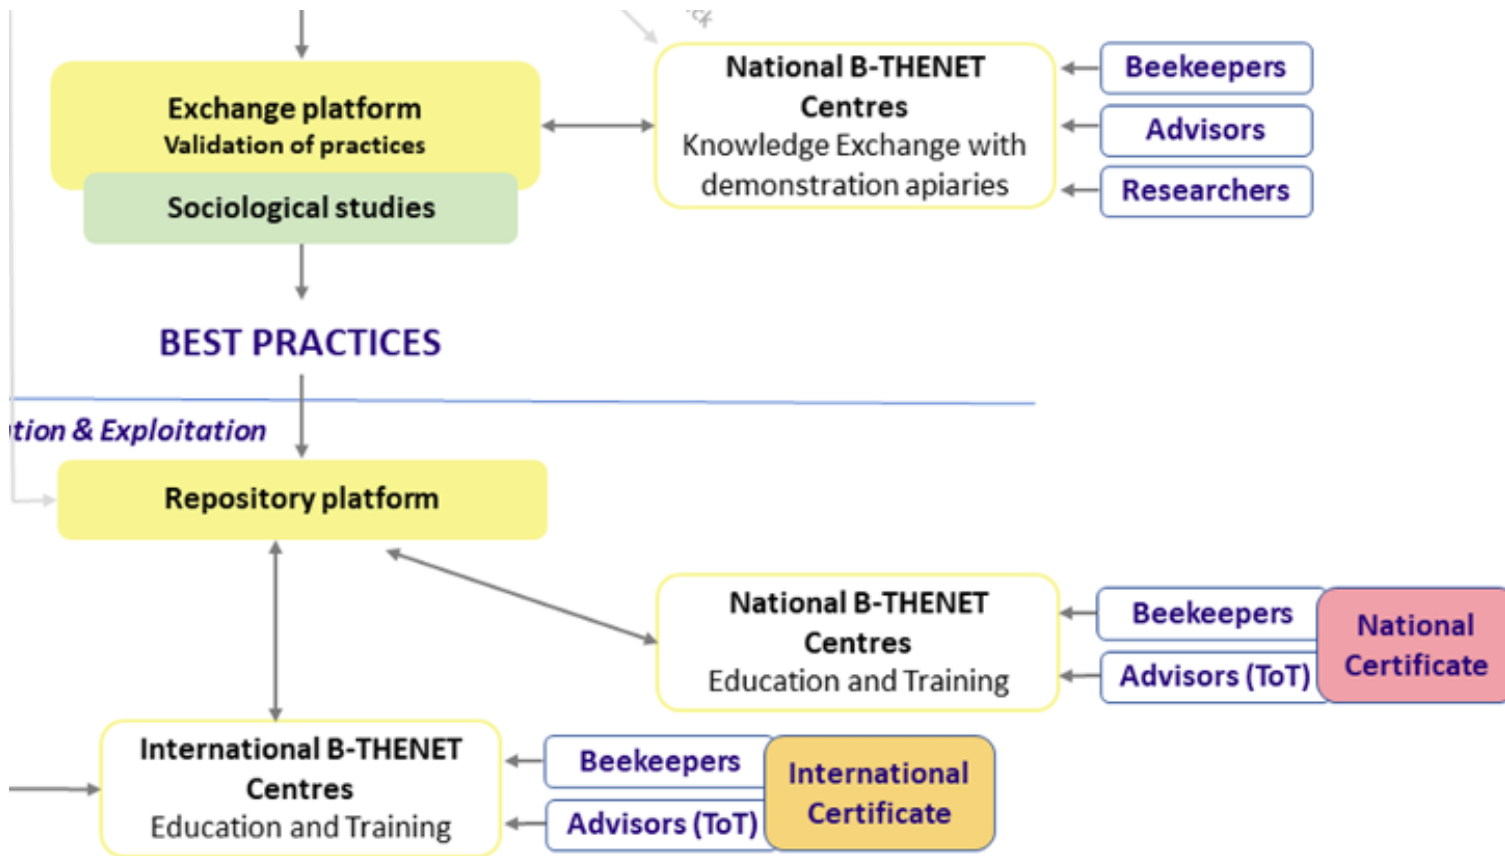 Exchange platform
Validation of practices
Sociological studies
National B-THENET
Centres
Knowledge Exchange with
demonstration apiaries
Beekeepers
Advisors
Researchers
BEST PRACTICES
& Exploitation
Repository platform
National B-THENET
Centres
Education and Training
Beekeepers
Advisors (ToT)
National
Certificate
International B-THENET
Centres
Education and Training
Beekeepers
Advisors (ToT)
International
Certificate